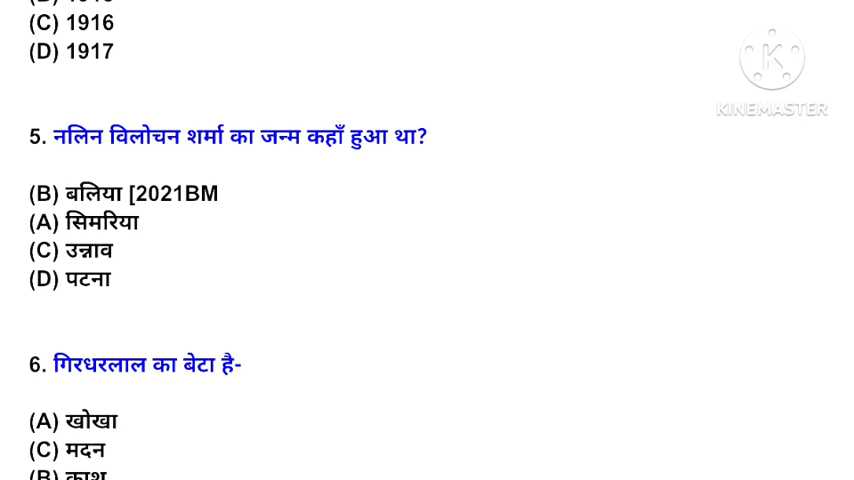 (C) 1916
(D) 1917
KINEMASTER
5. नलिन विलोचन शर्मा का जन्म कहाँ हुआ था?
(B) बलिया [2021BM
(A) सिमरिया
(C) उन्नाव
(D) पटना
6. गिरधरलाल का बेटा है-
(A) खोखा
(C) मदन
(B)